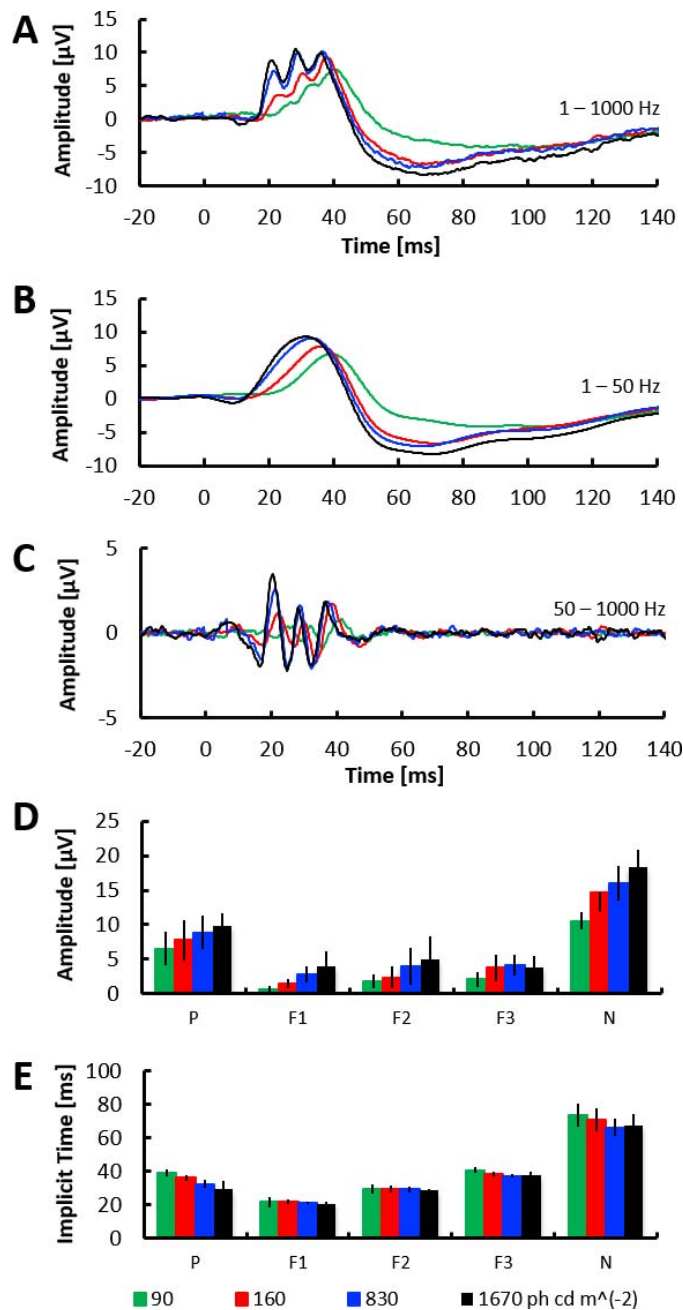 A
Amplitude [µV]
15
10
5
0
-5
-10
1 – 1000 Hz
-20 0 20 40 60 80 100 120 140
Time [ms]
B
Amplitude [µV]
15
10
5
0
-5
-10
1 – 50 Hz
-20 0 20 40 60 80 100 120 140
C
Amplitude [µV]
5
0
-5
50 – 1000 Hz
-20 0 20 40 60 80 100 120 140
Time [ms]
D
Amplitude [µV]
25
20
15
10
5
0
P F1 F2 F3 N
E
Implicit Time [ms]
100
80
60
40
20
0
P F1 F2 F3 N
90 160 830 1670 ph cd m^(-2)